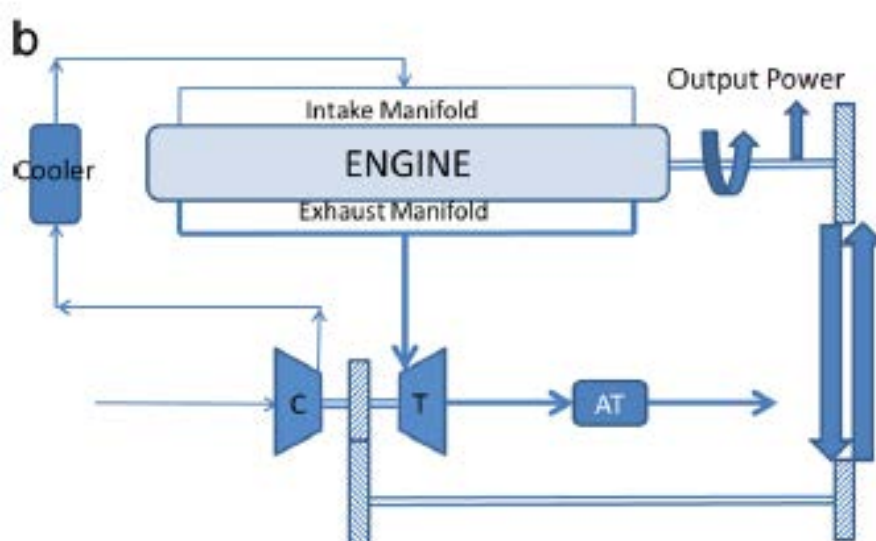 b
Output Power
Intake Manifold
Cooler
ENGINE
Exhaust Manifold
C
T
AT